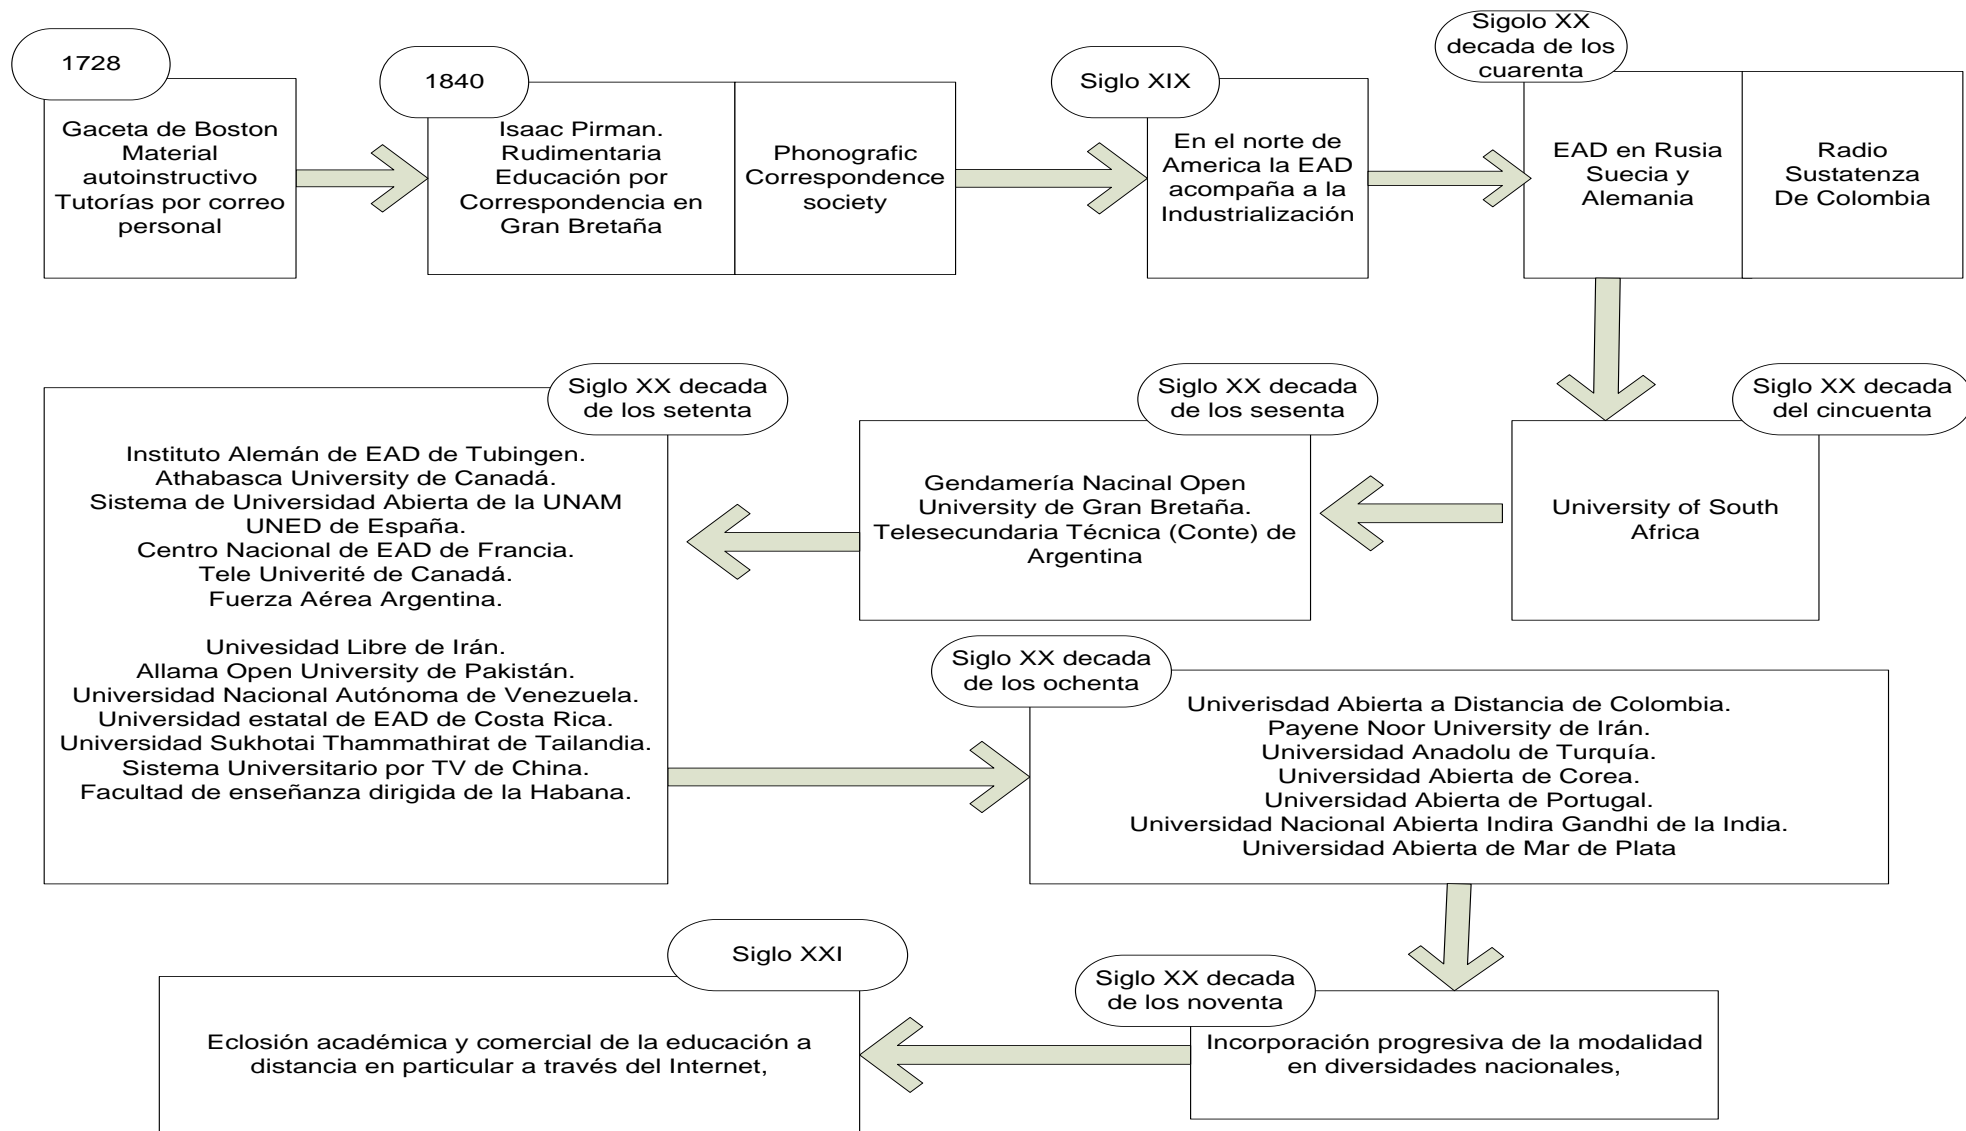 1728
Gaceta de Boston
Material
autoinstructivo
Tutorías por correo
personal
1840
Isaac Pirman.
Rudimentaria
Educación por
Correspondencia en
Gran Bretaña
Phonografic
Correspondence
society
Siglo XIX
En el norte de
America la EAD
acompaña a la
Industrialización
Sigolo XX
decada de los
cuarenta
EAD en Rusia
Suecia y
Alemania
Radio
Sustatenza
De Colombia
Siglo XX decada
del cincuenta
University of South
Africa
Siglo XX decada
de los sesenta
Gendamería Nacinal Open
University de Gran Bretaña.
Telesecundaria Técnica (Conte) de
Argentina
Siglo XX decada
de los setenta
Instituto Alemán de EAD de Tubingen.
Athabasca University de Canadá.
Sistema de Universidad Abierta de la UNAM
UNED de España.
Centro Nacional de EAD de Francia.
Tele Univerité de Canadá.
Fuerza Aérea Argentina.
Univesidad Libre de Irán.
Allama Open University de Pakistán.
Universidad Nacional Autónoma de Venezuela.
Universidad estatal de EAD de Costa Rica.
Universidad Sukhotai Thammathirat de Tailandia.
Sistema Universitario por TV de China.
Facultad de enseñanza dirigida de la Habana.
Siglo XX decada
de los ochenta
Univerisdad Abierta a Distancia de Colombia.
Payene Noor University de Irán.
Universidad Anadolu de Turquía.
Universidad Abierta de Corea.
Universidad Abierta de Portugal.
Universidad Nacional Abierta Indira Gandhi de la India.
Universidad Abierta de Mar de Plata
Siglo XX decada
de los noventa
Incorporación progresiva de la modalidad
en diversidades nacionales,
Siglo XXI
Eclosión académica y comercial de la educación a
distancia en particular a través del Internet,